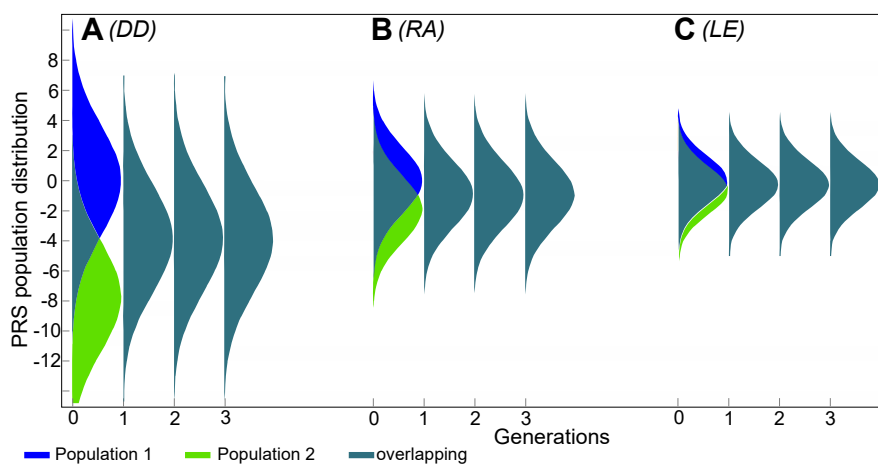 A (DD)
B (RA)
C (LE)
PRS population distribution
8
6
4
2
0
-2
-4
-6
-8
-10
-12
0 1 2 3
0 1 2 3
0 1 2 3
Generations
Population 1
Population 2
overlapping